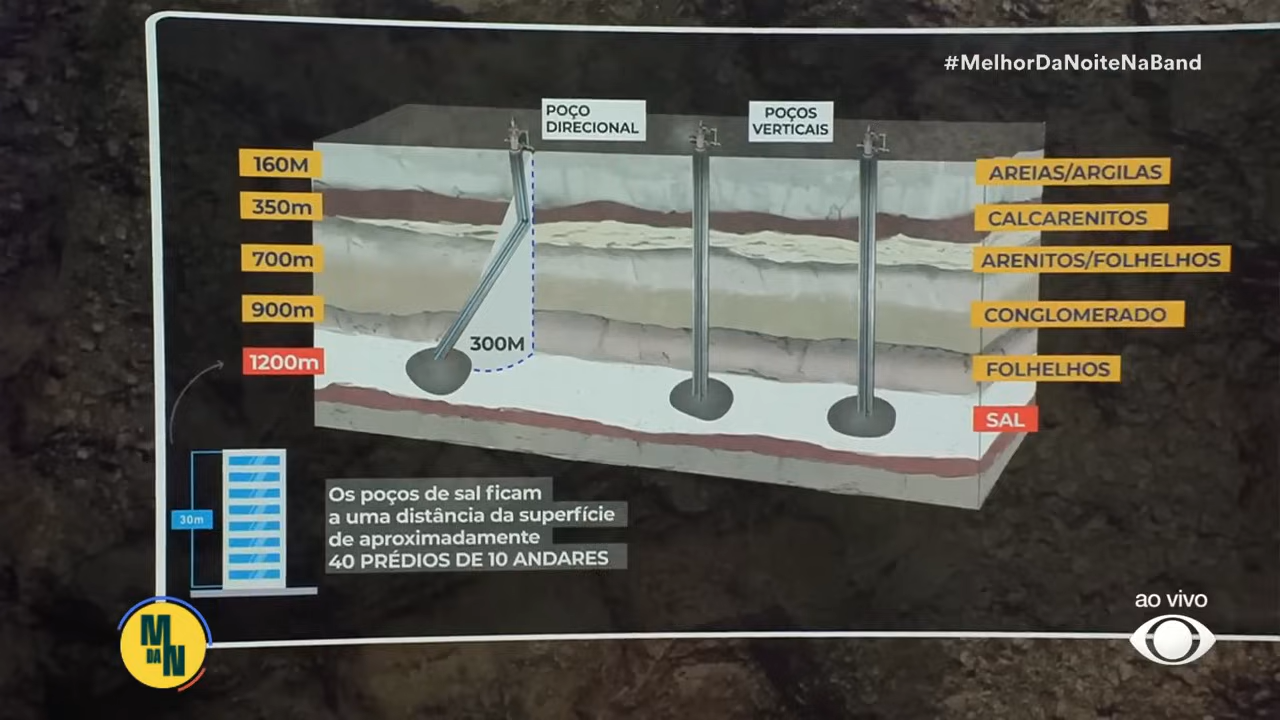 #MelhorDaNoiteNaBand
POÇO
DIRECIONAL
POÇOS
VERTICAIS
160M
350m
700m
900m
1200m
AREIAS/ARGILAS
CALCARENITOS
ARENITOS/FOLHELHOS
CONGLOMERADO
FOLHELHOS
SAL
300M
30m
Os poços de sal ficam
a uma distância da superfície
de aproximadamente
40 PRÉDIOS DE 10 ANDARES
M
DA
N
ao vivo